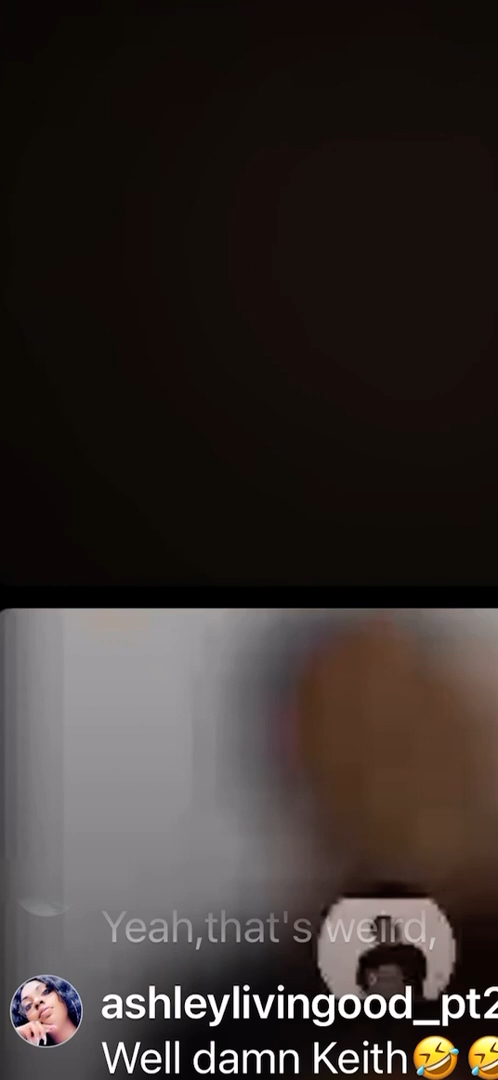 Yeah,that's weird,
ashleylivingood_pt2
Well damn Keith🤣🤣